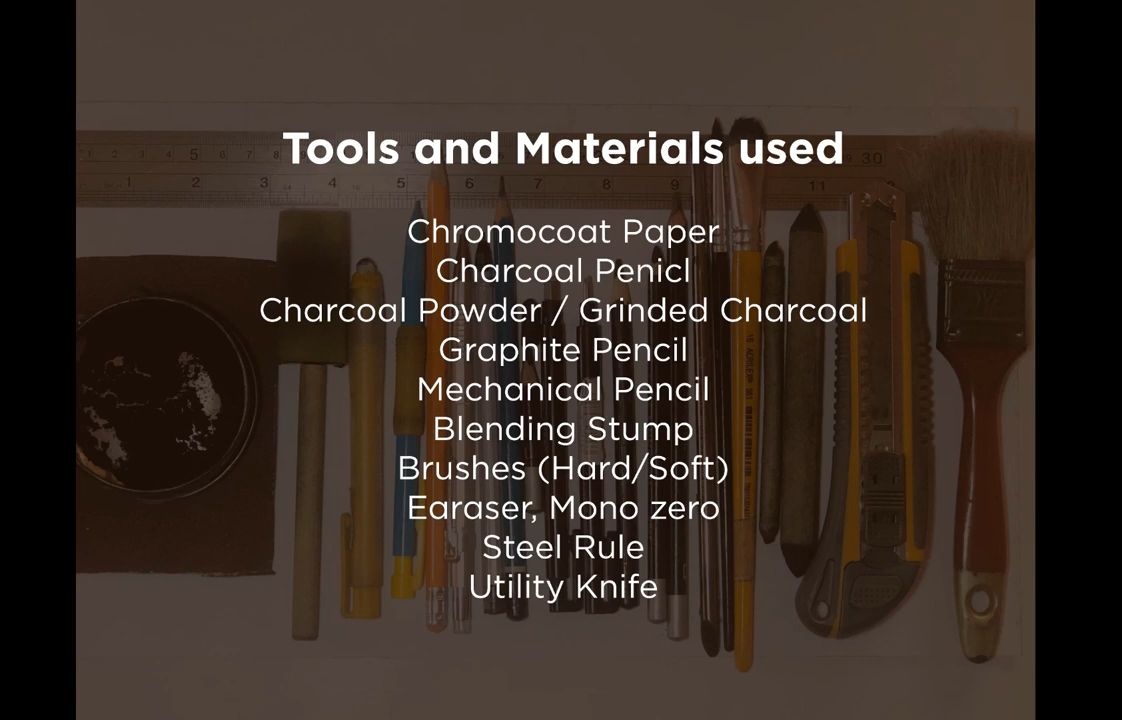 Tools and Materials used
Chromocoat Paper
Charcoal Penicl
Charcoal Powder / Grinded Charcoal
Graphite Pencil
Mechanical Pencil
Blending Stump
Brushes (Hard/Soft)
Earaser, Mono zero
Steel Rule
Utility Knife